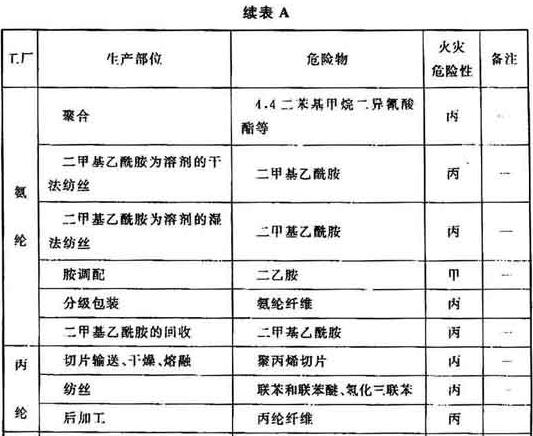 续表 A
工厂 生产部位 危险物 火灾危险性 备注
氨纶
聚合 4.4 二苯基甲烷二异氰酸酯等 丙 —
二甲基乙酰胺为溶剂的干法纺丝 二甲基乙酰胺 丙 —
二甲基乙酰胺为溶剂的湿法纺丝 二甲基乙酰胺 丙 —
胺调配 二乙胺 甲 —
分级包装 氨纶纤维 丙
二甲基乙酰胺的回收 二甲基乙酰胺 丙 —
丙纶
切片输送、干燥、熔融 聚丙烯切片 丙
纺丝 联苯和联苯醚、氢化三联苯 丙 —
后加工 丙纶纤维 丙